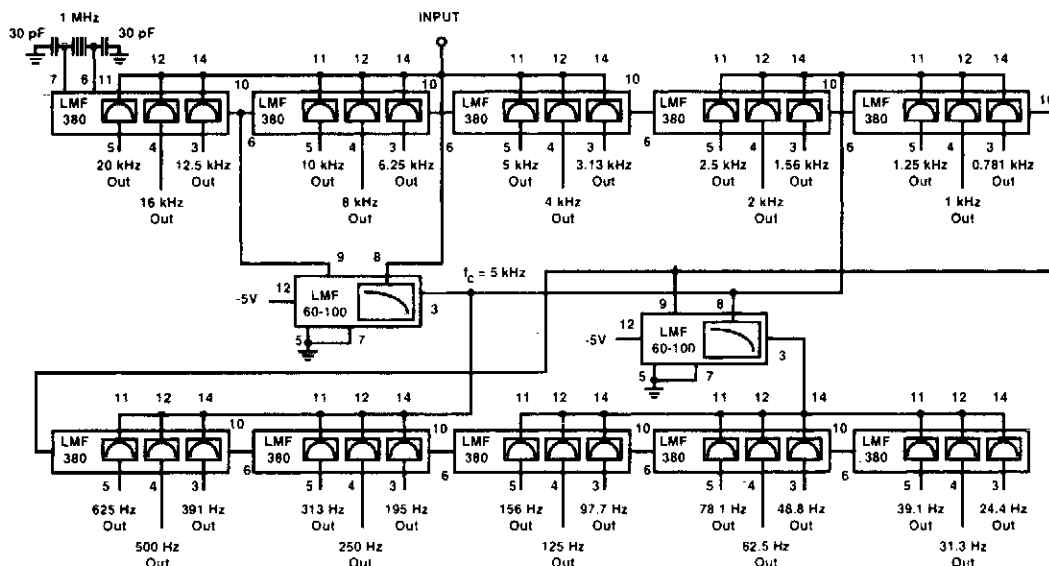 1 MHz
30 pF 30 pF
INPUT
7 6 11 12 14 10 11 12 14 10 11 12 14 10 11 12 14 10 11 12 14 10
LMF 380
LMF 380
LMF 380
LMF 380
LMF 380
5 4 3 6 5 4 3 6 5 4 3 6 5 4 3 6 5 4 3
20 kHz Out
12.5 kHz Out
10 kHz Out
6.25 kHz Out
5 kHz Out
3.13 kHz Out
2.5 kHz Out
1.56 kHz Out
1.25 kHz Out
0.781 kHz Out
16 kHz Out
8 kHz Out
4 kHz Out
2 kHz Out
1 kHz Out
9 8
fC = 5 kHz
-5V 12
LMF 60-100
3
5 7
9 8
-5V 12
LMF 60-100
3
5 7
11 12 14 10 11 12 14 10 11 12 14 10 11 12 14 10 11 12 14
LMF 380
LMF 380
LMF 380
LMF 380
LMF 380
5 4 3 6 5 4 3 6 5 4 3 6 5 4 3 6 5 4 3
625 Hz Out
391 Hz Out
313 Hz Out
195 Hz Out
156 Hz Out
97.7 Hz Out
78 1 Hz Out
48.8 Hz Out
39.1 Hz Out
24.4 Hz Out
500 Hz Out
250 Hz Out
125 Hz Out
62.5 Hz Out
31.3 Hz Out